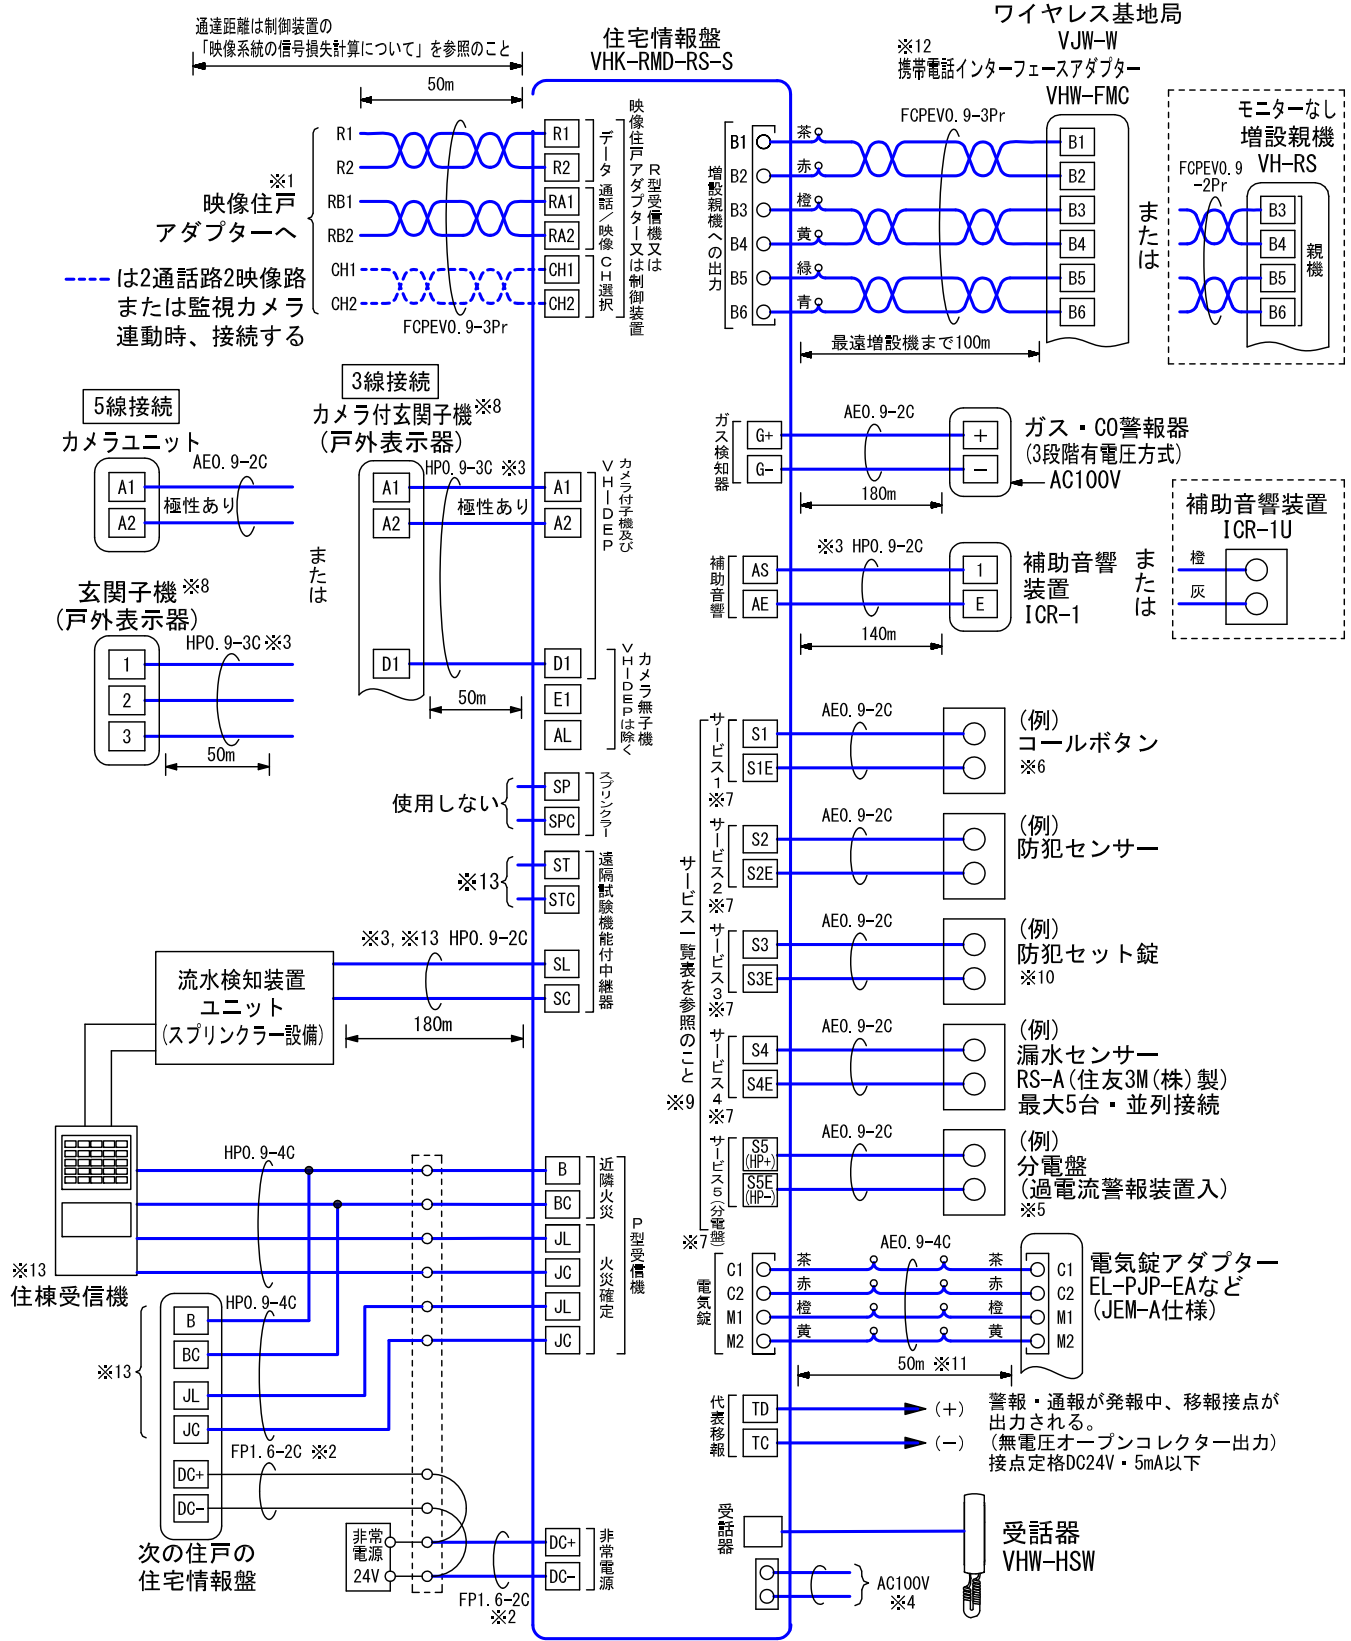 通達距離は制御装置の
「映像系統の信号損失計算について」を参照のこと
50m
R1
R2
RB1
RB2
CH1
CH2
※1
映像住戸
アダプターへ
---- は2通話路2映像路
または監視カメラ
連動時、接続する
FCPEV0.9-3Pr
住宅情報盤
VHK-RMD-RS-S
R1
R2
RA1
RA2
CH1
CH2
データ
通話／映像
CH選択
映像住戸アダプター又は制御装置
R型受信機又は
5線接続
カメラユニット
A1
A2
AE0.9-2C
極性あり
玄関子機※8
(戸外表示器)
1
2
3
HP0.9-3C※3
50m
または
3線接続
カメラ付玄関子機※8
(戸外表示器)
A1
A2
D1
HP0.9-3C ※3
極性あり
50m
A1
A2
D1
E1
AL
カメラ付子機及び
VH-DEP
カメラ無子機
VH-DEPは除く
使用しない
SP
SPC
スプリンクラー
※13
ST
STC
SL
SC
遠隔試験機能付中継器
※3,※13 HP0.9-2C
180m
流水検知装置
ユニット
(スプリンクラー設備)
※13
住棟受信機
HP0.9-4C
B
BC
JL
JC
JL
JC
近隣火災
火災確定
P型受信機
HP0.9-4C
※13
B
BC
JL
JC
DC+
DC-
FP1.6-2C ※2
次の住戸の
住宅情報盤
非常
電源
24V
FP1.6-2C
※2
DC+
DC-
非常電源
ワイヤレス基地局
VJW-W
※12
携帯電話インターフェースアダプター
VHW-FMC
増設親機への出力
B1
B2
B3
B4
B5
B6
茶
赤
橙
黄
緑
青
FCPEV0.9-3Pr
B1
B2
B3
B4
B5
B6
最遠増設機まで100m
または
モニターなし
増設親機
VH-RS
FCPEV0.9
-2Pr
B3
B4
B5
B6
親機
ガス検知器
G+
G-
AE0.9-2C
180m
+
-
ガス・CO警報器
(3段階有電圧方式)
AC100V
補助音響
AS
AE
※3 HP0.9-2C
140m
1
E
補助音響
装置
ICR-1
または
補助音響装置
ICR-1U
橙
灰
サービス一覧表を参照のこと
※9
サービス1
※7
S1
S1E
AE0.9-2C
(例)
コールボタン
※6
サービス2
※7
S2
S2E
AE0.9-2C
(例)
防犯センサー
サービス3
※7
S3
S3E
AE0.9-2C
(例)
防犯セット錠
※10
サービス4
※7
S4
S4E
AE0.9-2C
(例)
漏水センサー
RS-A(住友3M(株)製)
最大5台・並列接続
サービス5(分電盤)
※7
S5
(HP+)
S5E
(HP-)
AE0.9-2C
(例)
分電盤
(過電流警報装置入)
※5
電気錠
C1
C2
M1
M2
茶
赤
橙
黄
AE0.9-4C
茶
赤
橙
黄
C1
C2
M1
M2
50m ※11
電気錠アダプター
EL-PJP-EAなど
(JEM-A仕様)
代表移報
TD
TC
(+)
(-)
警報・通報が発報中、移報接点が
出力される。
(無電圧オープンコレクター出力)
接点定格DC24V・5mA以下
受話器
受話器
VHW-HSW
AC100V
※4